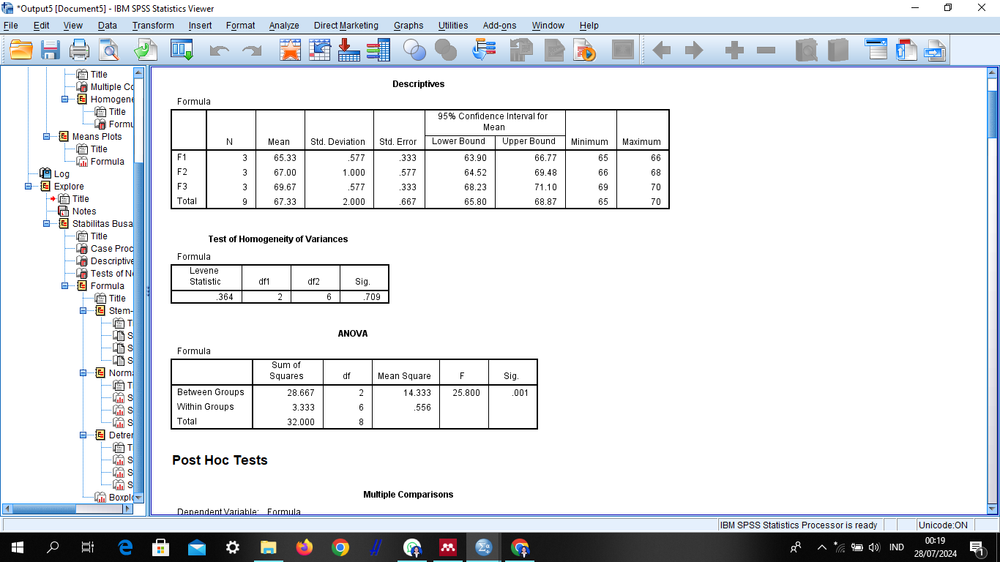 *Output5 [Document5] - IBM SPSS Statistics Viewer
File Edit View Data Transform Insert Format Analyze Direct Marketing Graphs Utilities Add-ons Window Help
Title
Multiple Co
Homogene
Title
Formu
Means Plots
Title
Formula
Log
Explore
Title
Notes
Stabilitas Busa
Title
Case Proc
Descriptive
Tests of No
Formula
Title
Stem-
T
S
S
S
Norma
T
S
S
S
Detrer
T
S
S
S
Boxplo
Descriptives
Formula
95% Confidence Interval for Mean
N Mean Std. Deviation Std. Error Lower Bound Upper Bound Minimum Maximum
F1 3 65.33 .577 .333 63.90 66.77 65 66
F2 3 67.00 1.000 .577 64.52 69.48 66 68
F3 3 69.67 .577 .333 68.23 71.10 69 70
Total 9 67.33 2.000 .667 65.80 68.87 65 70
Test of Homogeneity of Variances
Formula
Levene Statistic df1 df2 Sig.
.364 2 6 .709
ANOVA
Formula
Sum of Squares df Mean Square F Sig.
Between Groups 28.667 2 14.333 25.800 .001
Within Groups 3.333 6 .556
Total 32.000 8
Post Hoc Tests
Multiple Comparisons
Dependent Variable: Formula
IBM SPSS Statistics Processor is ready Unicode:ON
IND 00:19
28/07/2024
1